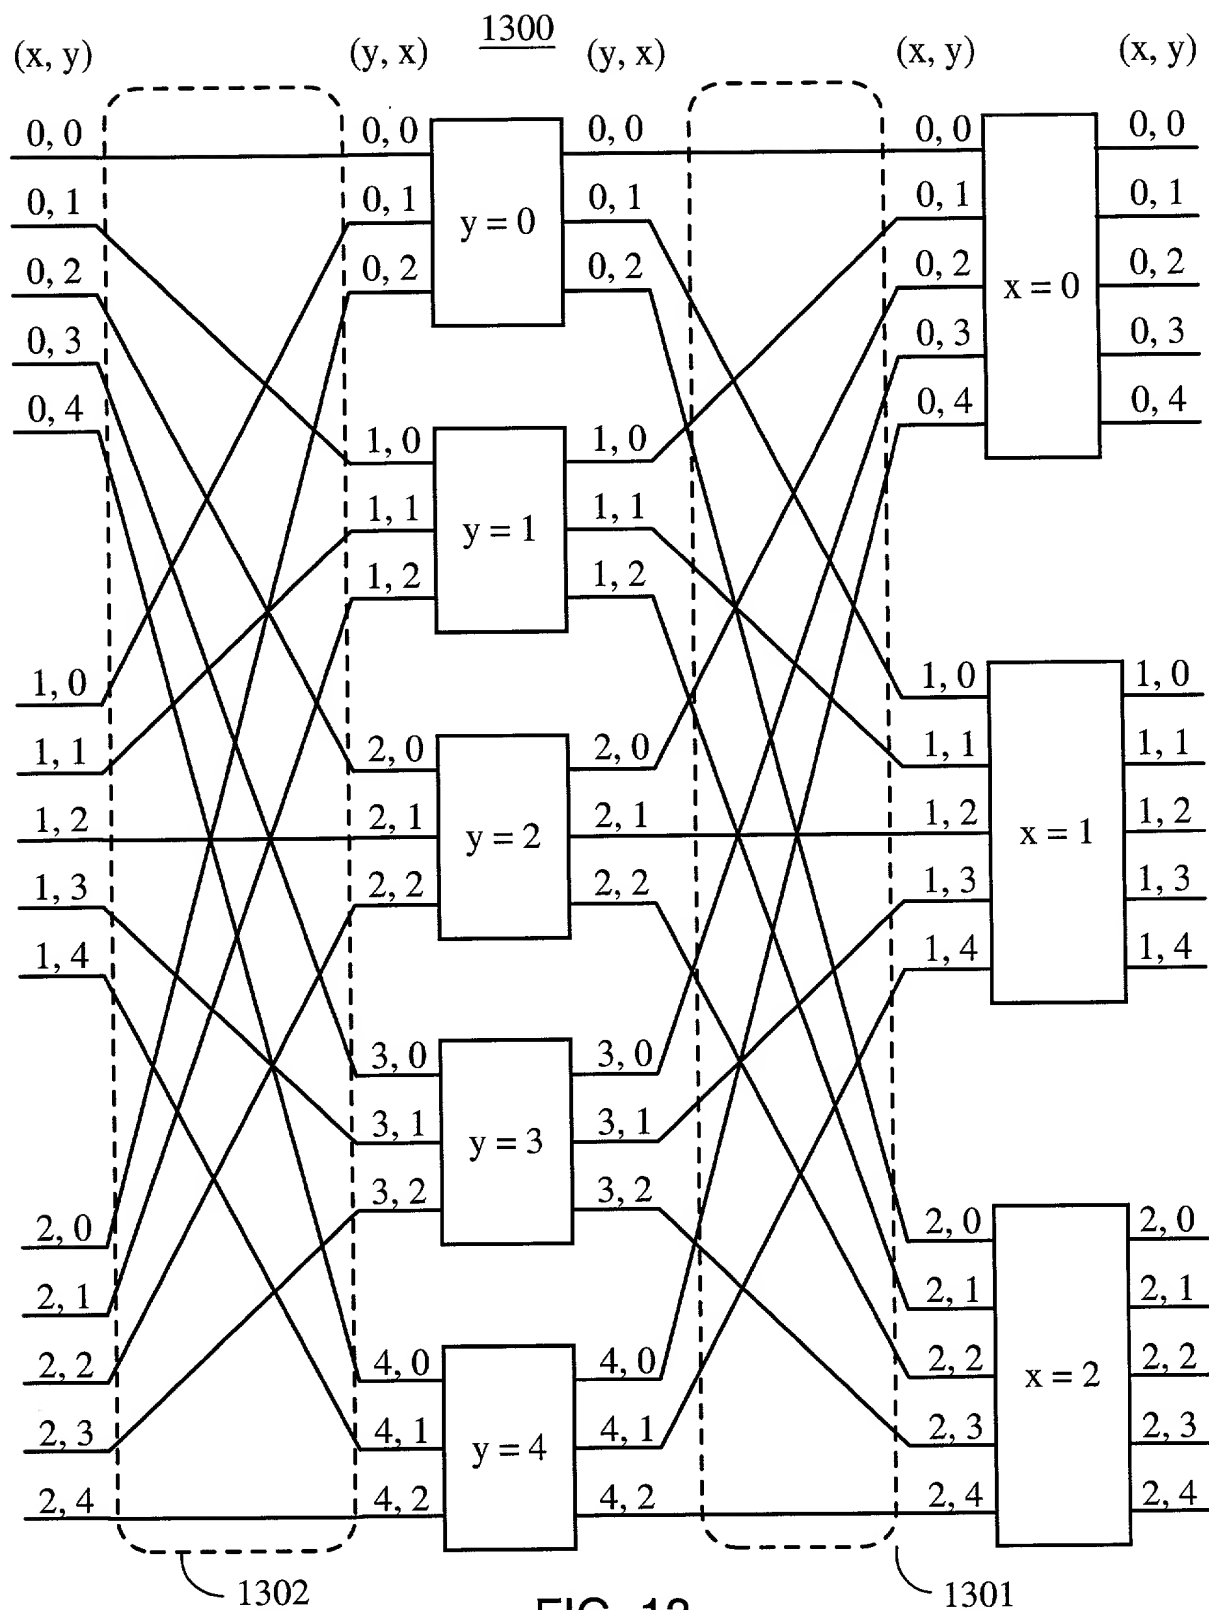 1300
(x, y) (y, x) (y, x) (x, y) (x, y)
0, 0 0, 0 0, 0 0, 0 0, 0
0, 1 0, 1 y = 0 0, 1 0, 1 0, 1
0, 2 0, 2 0, 2 0, 2 x = 0 0, 2
0, 3 0, 3 0, 3
0, 4 1, 0 1, 0 0, 4 0, 4
1, 1 y = 1 1, 1
1, 2 1, 2
1, 0 1, 0 1, 0
1, 1 2, 0 2, 0 1, 1 1, 1
1, 2 2, 1 y = 2 2, 1 1, 2 x = 1 1, 2
1, 3 2, 2 2, 2 1, 3 1, 3
1, 4 1, 4 1, 4
3, 0 3, 0
3, 1 y = 3 3, 1
3, 2 3, 2
2, 0 2, 0 2, 0
2, 1 2, 1 2, 1
2, 2 4, 0 4, 0 2, 2 x = 2 2, 2
2, 3 4, 1 y = 4 4, 1 2, 3 2, 3
2, 4 4, 2 4, 2 2, 4 2, 4
1302 1301
FIG. 13